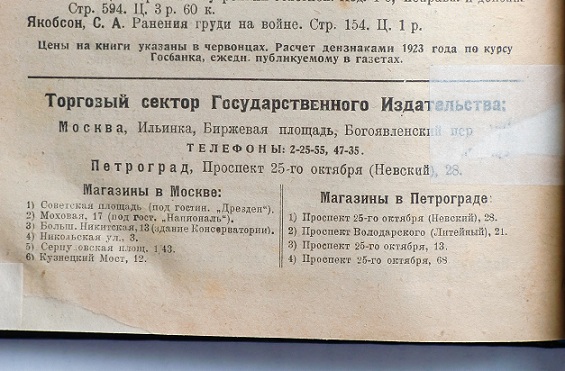 Стр. 594. Ц. 3 р. 60 к.
Якобсон, С. А. Ранения груди на войне. Стр. 154. Ц. 1 р.
Цены на книги указаны в червонцах. Расчет дензнаками 1923 года по курсу
Госбанка, ежедн. публикуемому в газетах.
Торговый сектор Государственного Издательства:
Москва, Ильинка, Биржевая площадь, Богоявленский пер
ТЕЛЕФОНЫ: 2-25-55, 47-35.
Петроград, Проспект 25-го октября (Невский), 28.
Магазины в Москве:
1) Советская площадь (под гостин. „Дрезден").
2) Моховая, 17 (под гост. „Националь").
3) Больш. Никитская, 13 (здание Консерватории).
4) Никольская ул., 3.
5) Серпуховская площ. 1/43.
6) Кузнецкий Мост, 12.
Магазины в Петрограде:
1) Проспект 25-го октября (Невский), 28.
2) Проспект Володарского (Литейный), 21.
3) Проспект 25-го октября, 13.
4) Проспект 25-го октября, 68